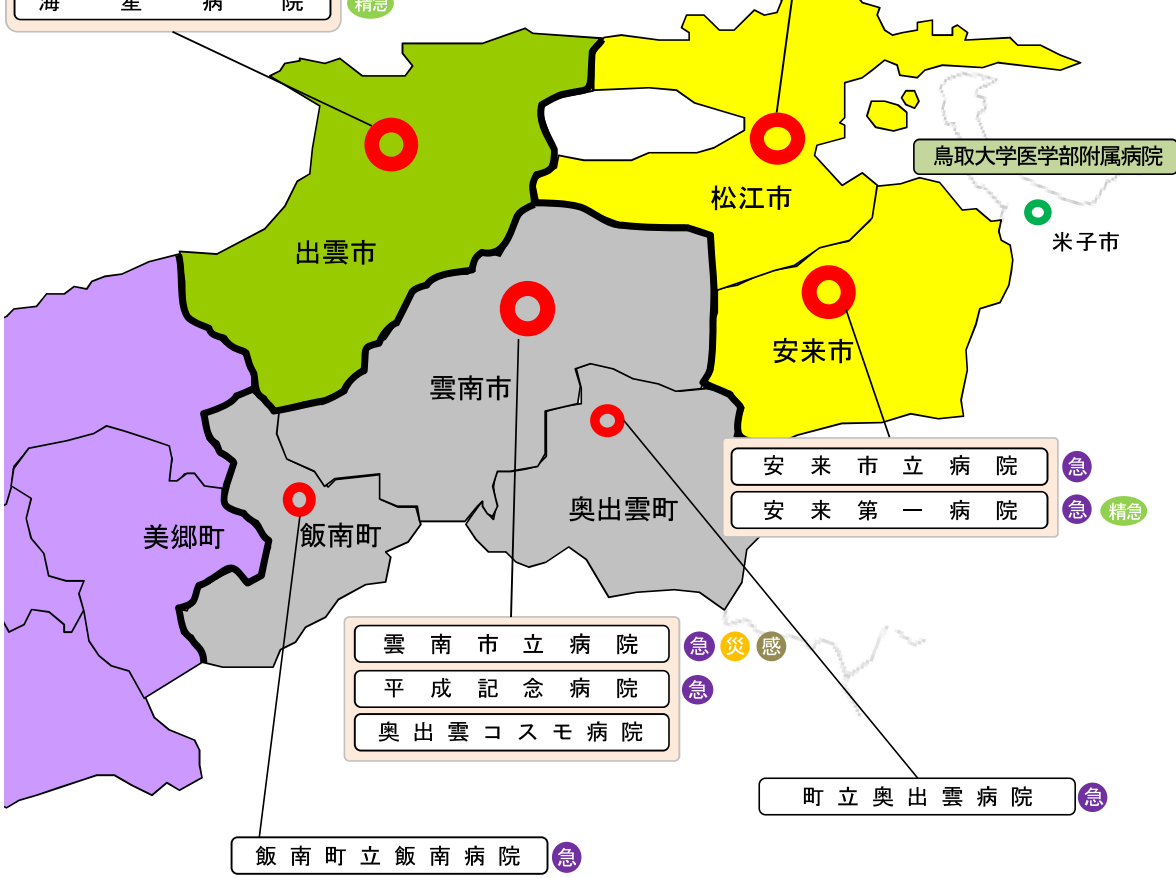 海星病院 精急
鳥取大学医学部附属病院
松江市
米子市
出雲市
安来市
雲南市
安来市立病院 急
安来第一病院 急 精急
奥出雲町
美郷町
飯南町
雲南市立病院 急 災 感
平成記念病院 急
奥出雲コスモ病院
町立奥出雲病院 急
飯南町立飯南病院 急